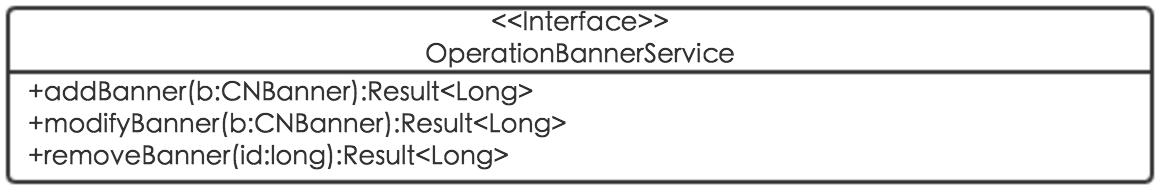 <<Interface>>
OperationBannerService
+addBanner(b:CNBanner):Result<Long>
+modifyBanner(b:CNBanner):Result<Long>
+removeBanner(id:long):Result<Long>